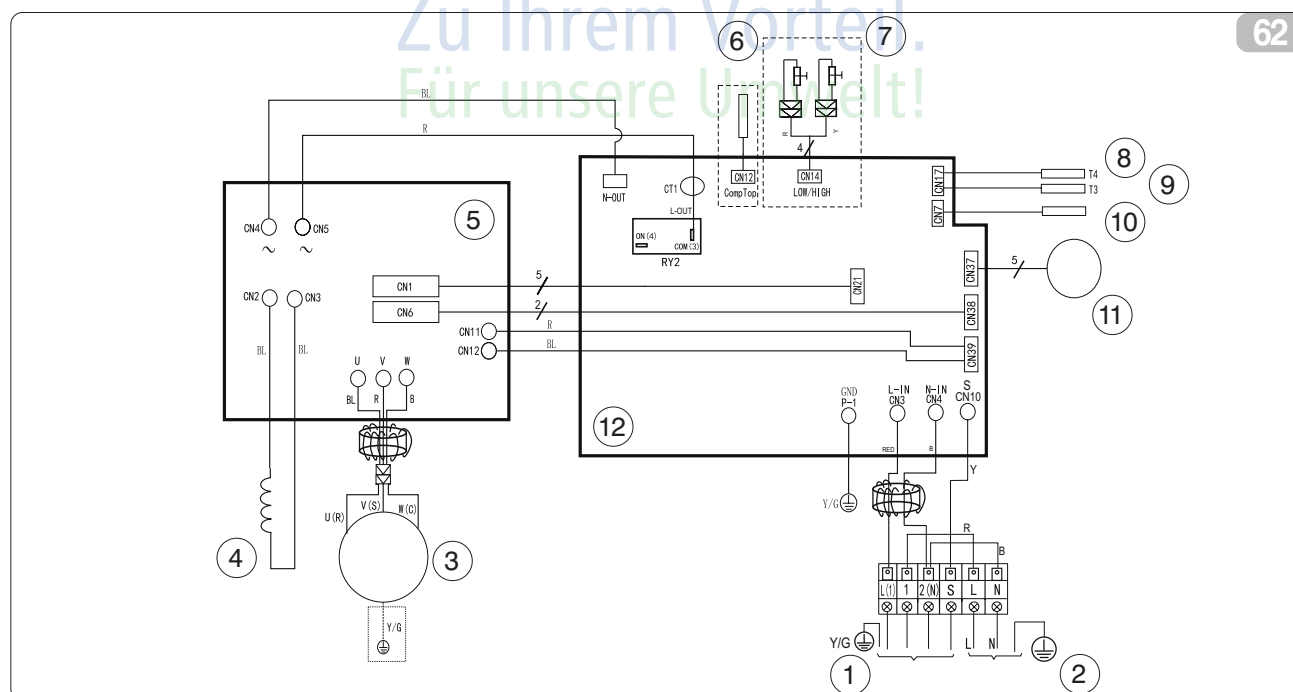 Zu Ihrem Vorteil.
Für unsere Umwelt!
62
6
7
BL
R
R
Y
4
CN12
CompTop
CN14
LOW/HIGH
N-OUT
CT1
L-OUT
ON(4)
COM(3)
RY2
CN17
T4
T3
8
9
CN7
10
5
CN4
CN5
~
~
CN1
5
CN21
CN37
5
11
CN2
CN3
CN6
2
CN38
CN11
R
CN12
BL
CN39
BL
BL
U
V
W
BL
R
B
12
GND
P-1
L-IN
CN3
N-IN
CN4
S
CN10
RED
B
Y
Y/G
U(R)
V(S)
W(C)
4
3
Y/G
R
B
L(1)
1
2(N)
S
L
N
Y/G
L
N
1
2